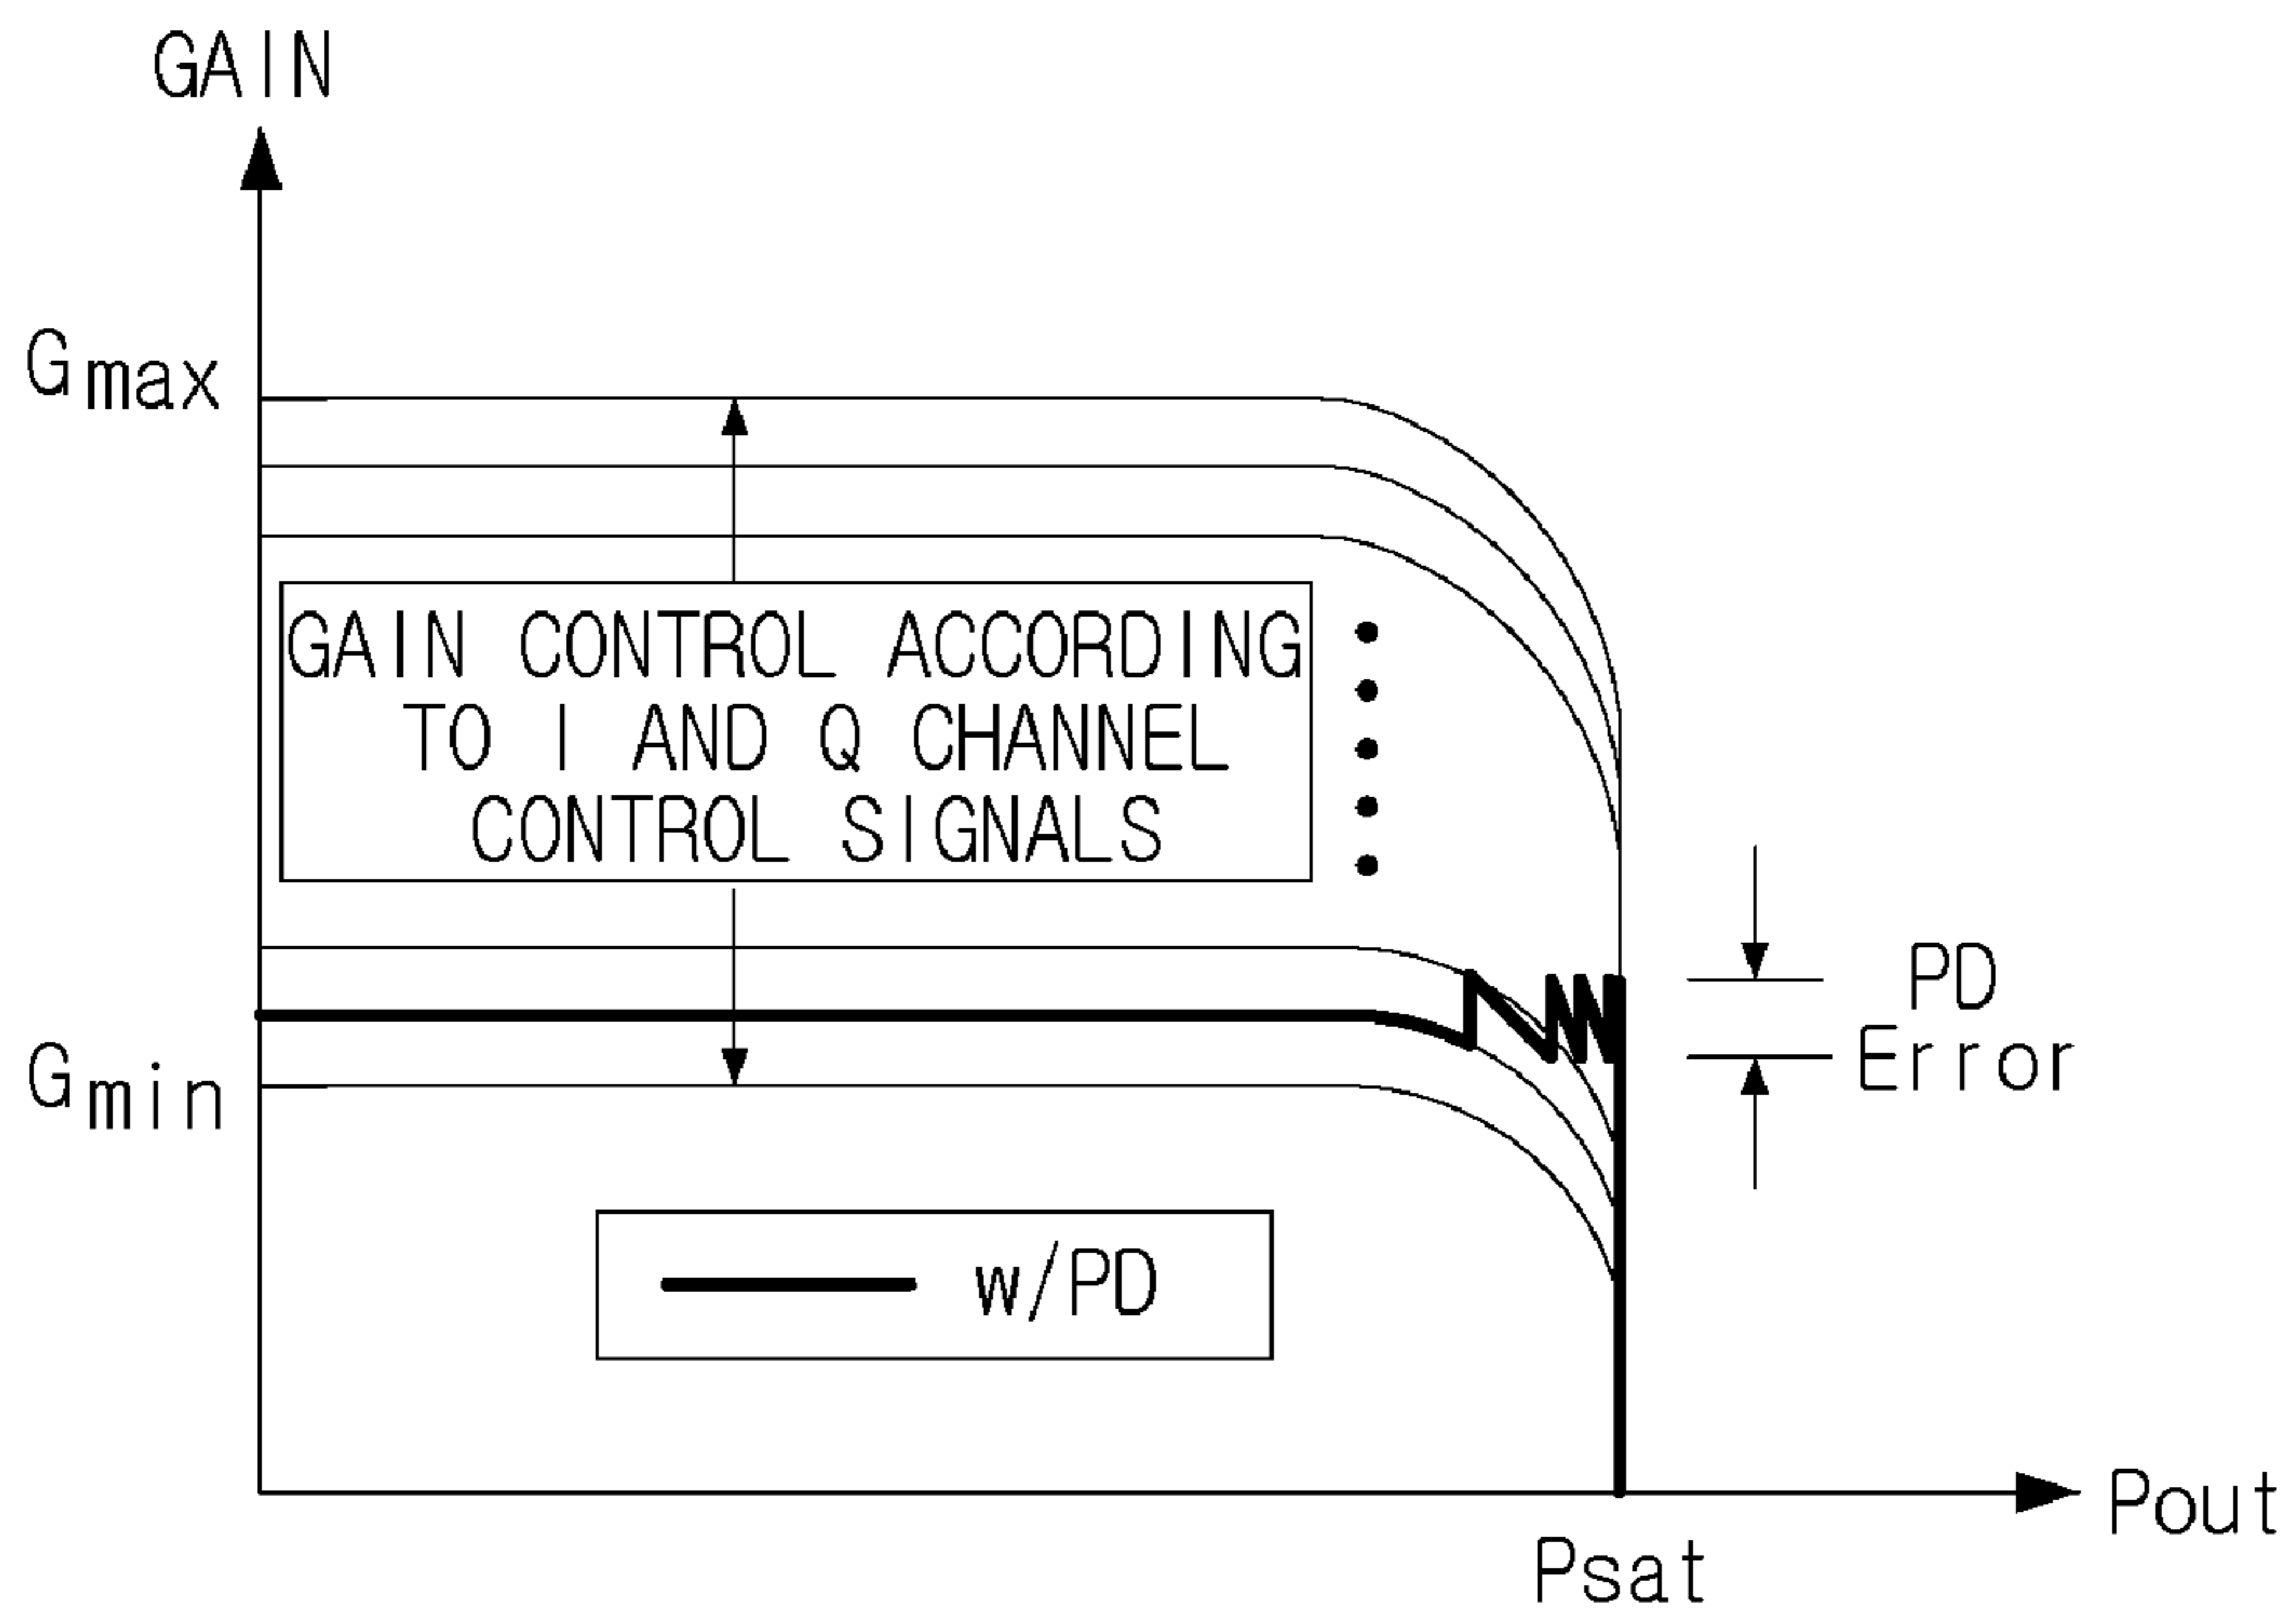 GAIN
Gmax
GAIN CONTROL ACCORDING
TO I AND Q CHANNEL
CONTROL SIGNALS
PD
Error
Gmin
w/PD
Pout
Psat